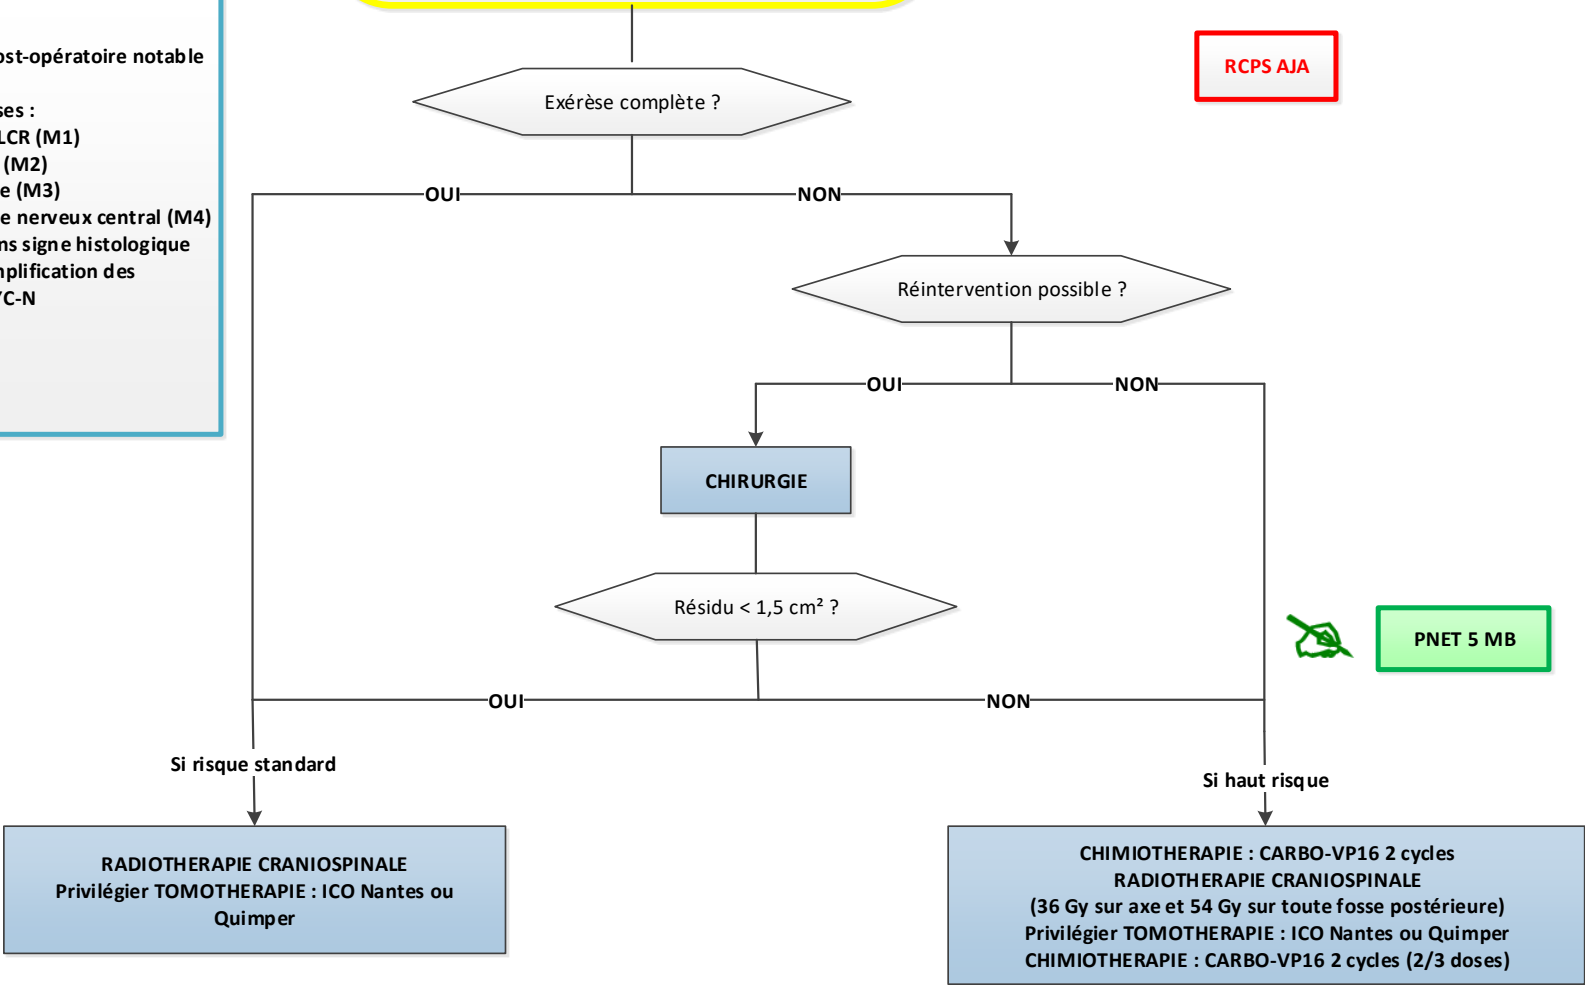 ost-opératoire notable
ses :
LCR (M1)
(M2)
e (M3)
e nerveux central (M4)
ns signe histologique
mplification des
YC-N
RCPS AJA
Exérèse complète ?
OUI
NON
Réintervention possible ?
OUI
NON
CHIRURGIE
Résidu < 1,5 cm² ?
PNET 5 MB
OUI
NON
Si risque standard
Si haut risque
RADIOTHERAPIE CRANIOSPINALE
Privilégier TOMOTHERAPIE : ICO Nantes ou
Quimper
CHIMIOTHERAPIE : CARBO-VP16 2 cycles
RADIOTHERAPIE CRANIOSPINALE
(36 Gy sur axe et 54 Gy sur toute fosse postérieure)
Privilégier TOMOTHERAPIE : ICO Nantes ou Quimper
CHIMIOTHERAPIE : CARBO-VP16 2 cycles (2/3 doses)